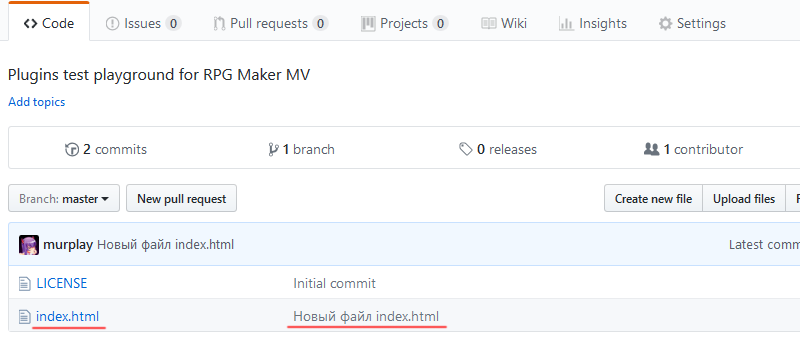 Code Issues 0 Pull requests 0 Projects 0 Wiki Insights Settings
Plugins test playground for RPG Maker MV
Add topics
2 commits 1 branch 0 releases 1 contributor
Branch: master New pull request Create new file Upload files F
murplay Новый файл index.html Latest comm
LICENSE Initial commit
index.html Новый файл index.html